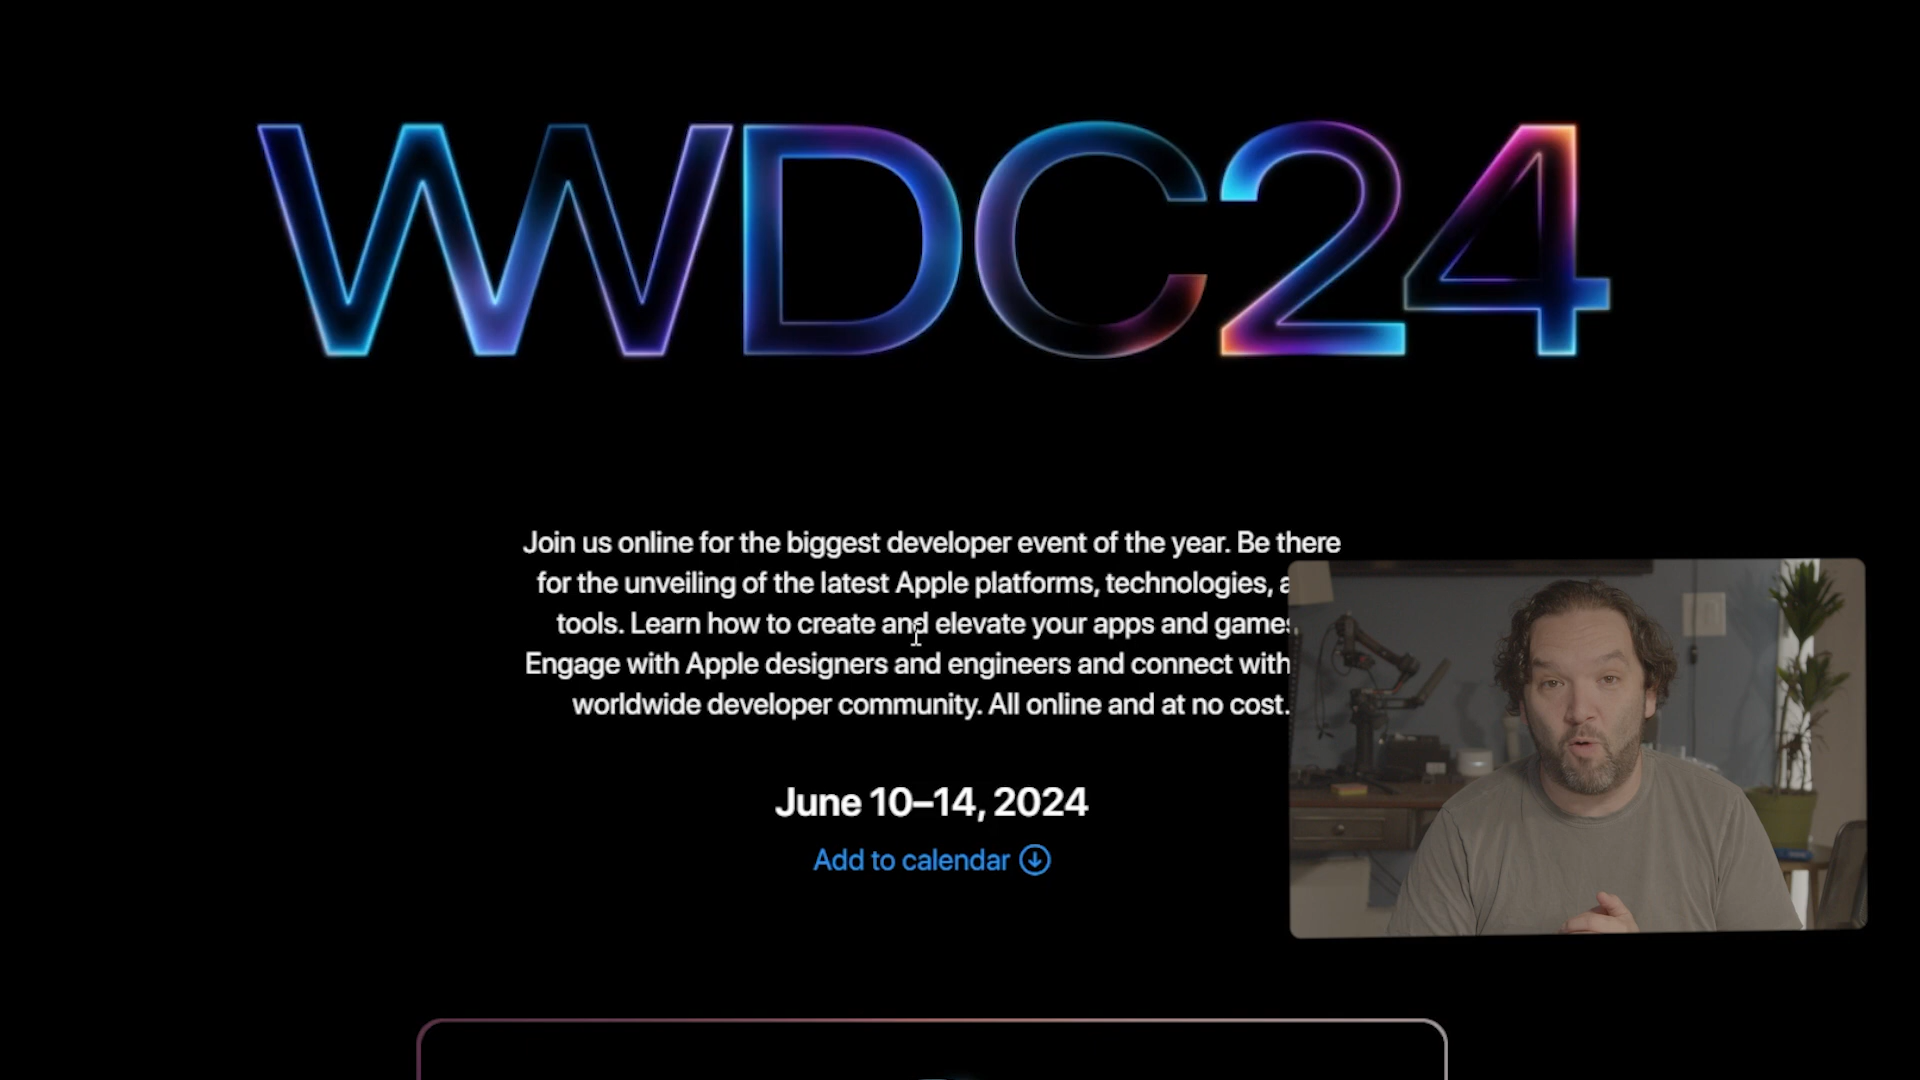 WWDC24
Join us online for the biggest developer event of the year. Be there
for the unveiling of the latest Apple platforms, technologies,
tools. Learn how to create and elevate your apps and games
Engage with Apple designers and engineers and connect with
worldwide developer community. All online and at no cost.
June 10–14, 2024
Add to calendar